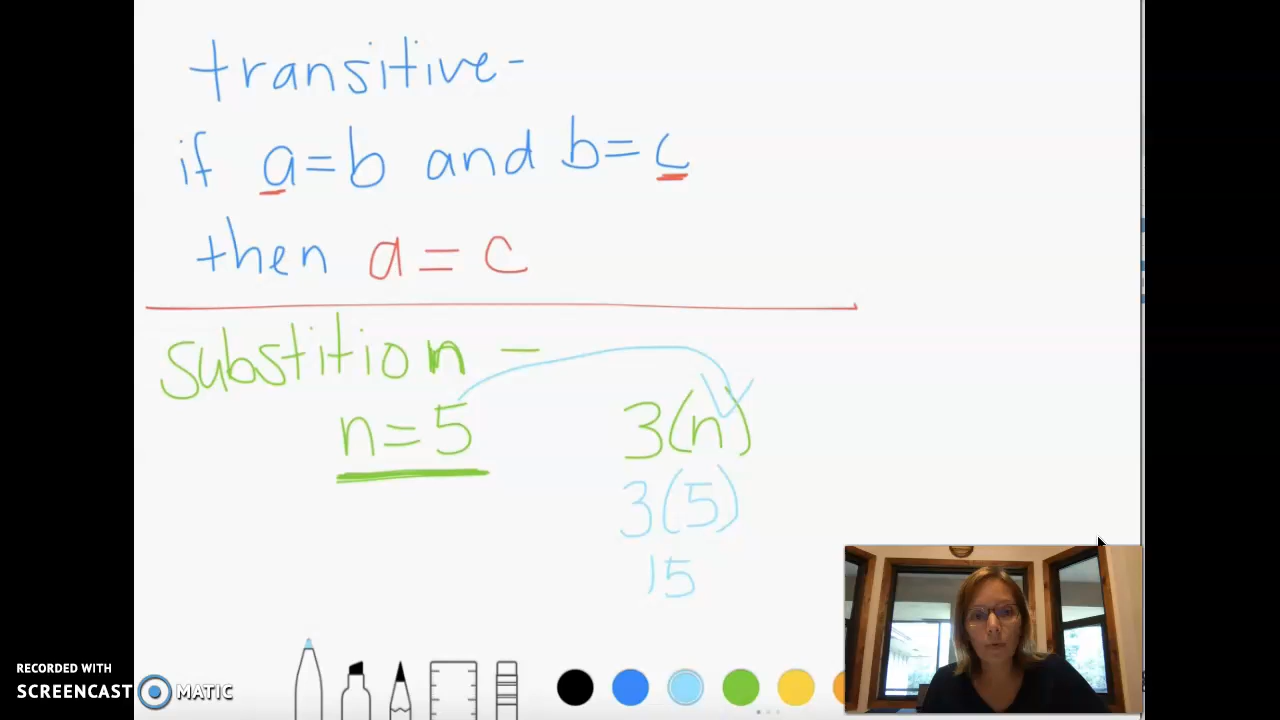 transitive-
if a=b and b=c
then a=c
substition -
n=5
3(n)
3(5)
15
RECORDED WITH
SCREENCAST MATIC